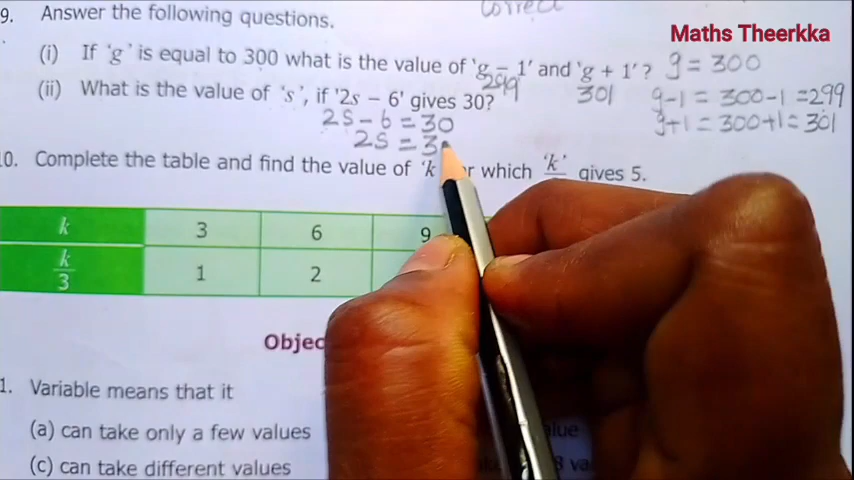 correct
Maths Theerkka
9. Answer the following questions.
(i) If 'g' is equal to 300 what is the value of 'g − 1' and 'g + 1'? g = 300
299 301 g-1 = 300-1 = 299
(ii) What is the value of 's', if '2s − 6' gives 30?
g+1 = 300+1 = 301
2s - 6 = 30
2s = 3
10. Complete the table and find the value of 'k' for which 'k' gives 5.
k 3 6 9
k/3 1 2
Objec
1. Variable means that it
(a) can take only a few values
(c) can take different values